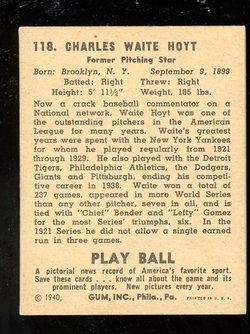 118. CHARLES WAITE HOYT
Former Pitching Star
Born: Brooklyn, N. Y. September 9, 1899
Batted: Right Threw: Right
Height: 5' 11½" Weight: 185 lbs.
Now a crack baseball commentator on a
National network. Waite Hoyt was one
of the outstanding pitchers in the American
League for many years. Waite's greatest
years were spent with the New York Yankees
for whom he played regularly from 1921
through 1929. He also played with the Detroit
Tigers, Philadelphia Athletics, the Dodgers,
Giants and Pittsburgh, ending his competi-
tive career in 1938. Waite won a total of
237 games, appeared in more World Series
than any other pitcher, seven in all, and is
tied with "Chief" Bender and "Lefty" Gomez
for the most Series' triumphs, six. In the
1921 Series he did not allow a single earned
run in three games.
PLAY BALL
A pictorial news record of America's favorite sport.
Save these cards . . . know all about the game and its
prominent players.
© 1940, GUM, INC., Phila., Pa. PRINTED IN U. S. A.